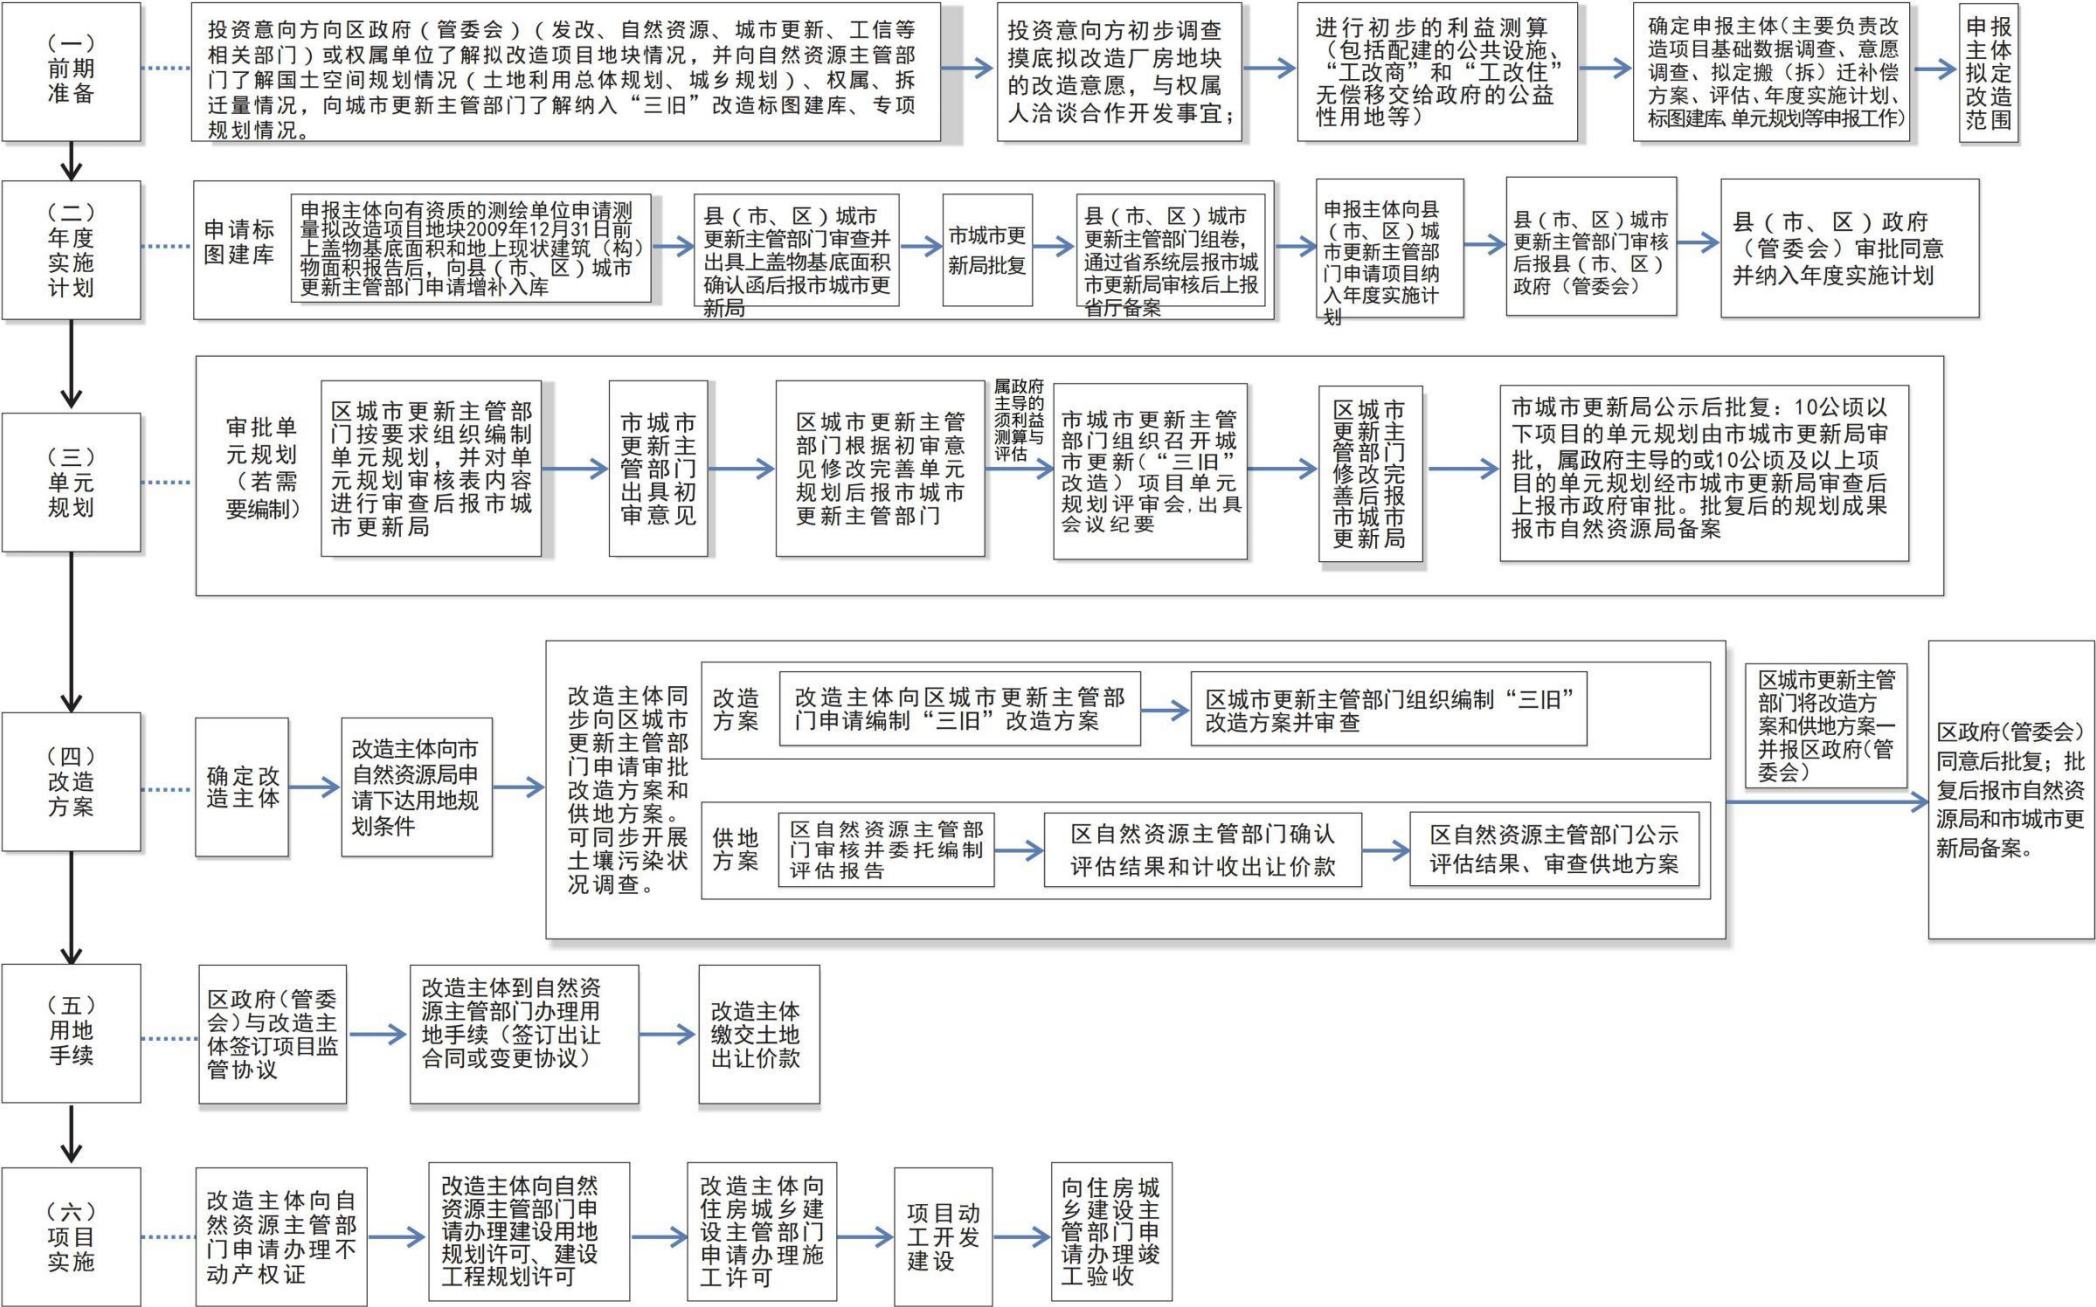 （一）
前期
准备
投资意向方向区政府（管委会）（发改、自然资源、城市更新、工信等
相关部门）或权属单位了解拟改造项目地块情况，并向自然资源主管部
门了解国土空间规划情况（土地利用总体规划、城乡规划）、权属、拆
迁量情况，向城市更新主管部门了解纳入“三旧”改造标图建库、专项
规划情况。
投资意向方初步调查
摸底拟改造厂房地块
的改造意愿，与权属
人洽谈合作开发事宜；
进行初步的利益测算
（包括配建的公共设施、
“工改商”和“工改住”
无偿移交给政府的公益
性用地等）
确定申报主体(主要负责改
造项目基础数据调查、意愿
调查、拟定搬（拆）迁补偿
方案、评估、年度实施计划、
标图建库、单元规划等申报工作)
申报
主体
拟定
改造
范围
（二）
年度
实施
计划
申请标
图建库
申报主体向有资质的测绘单位申请测
量拟改造项目地块2009年12月31日前
上盖物基底面积和地上现状建筑（构）
物面积报告后，向县（市、区）城市
更新主管部门申请增补入库
县（市、区）城市
更新主管部门审查并
出具上盖物基底面积
确认函后报市城市更
新局
市城市更
新局批复
县（市、区）城市
更新主管部门组卷，
通过省系统层报市城
市更新局审核后上报
省厅备案
申报主体向县
（市、区）城
市更新主管部
门申请项目纳
入年度实施计
划
县（市、区）城市
更新主管部门审核
后报县（市、区）
政府（管委会）
县（市、区）政府
（管委会）审批同意
并纳入年度实施计划
（三）
单元
规划
审批单
元规划
（若需
要编制）
区城市更新主管部
门按要求组织编制
单元规划，并对单
元规划审核表内容
进行审查后报市城
市更新局
市城市
更新主
管部门
出具初
审意见
区城市更新主管
部门根据初审意
见修改完善单元
规划后报市城市
更新主管部门
属政府
主导的
须利益
测算与
评估
市城市更新主管
部门组织召开城
市更新(“三旧”
改造）项目单元
规划评审会,出具
会议纪要
区城市
更新主
管部门
修改完
善后报
市城市
更新局
市城市更新局公示后批复：10公顷以
下项目的单元规划由市城市更新局审
批，属政府主导的或10公顷及以上项
目的单元规划经市城市更新局审查后
上报市政府审批。批复后的规划成果
报市自然资源局备案
（四）
改造
方案
确定改
造主体
改造主体向市
自然资源局申
请下达用地规
划条件
改造主体同
步向区城市
更新主管部
门申请审批
改造方案和
供地方案。
可同步开展
土壤污染状
况调查。
改造
方案
改造主体向区城市更新主管部
门申请编制“三旧”改造方案
区城市更新主管部门组织编制“三旧”
改造方案并审查
供地
方案
区自然资源主管部
门审核并委托编制
评估报告
区自然资源主管部门确认
评估结果和计收出让价款
区自然资源主管部门公示
评估结果、审查供地方案
区城市更新主管
部门将改造方
案和供地方案一
并报区政府(管
委会）
区政府(管委会)
同意后批复；批
复后报市自然资
源局和市城市更
新局备案。
（五）
用地
手续
区政府(管委
会)与改造主
体签订项目监
管协议
改造主体到自然资
源主管部门办理用
地手续（签订出让
合同或变更协议）
改造主体
缴交土地
出让价款
（六）
项目
实施
改造主体向自
然资源主管部
门申请办理不
动产权证
改造主体向自然
资源主管部门申
请办理建设用地
规划许可、建设
工程规划许可
改造主体向
住房城乡建
设主管部门
申请办理施
工许可
项目动
工开发
建设
向住房城
乡建设主
管部门申
请办理竣
工验收